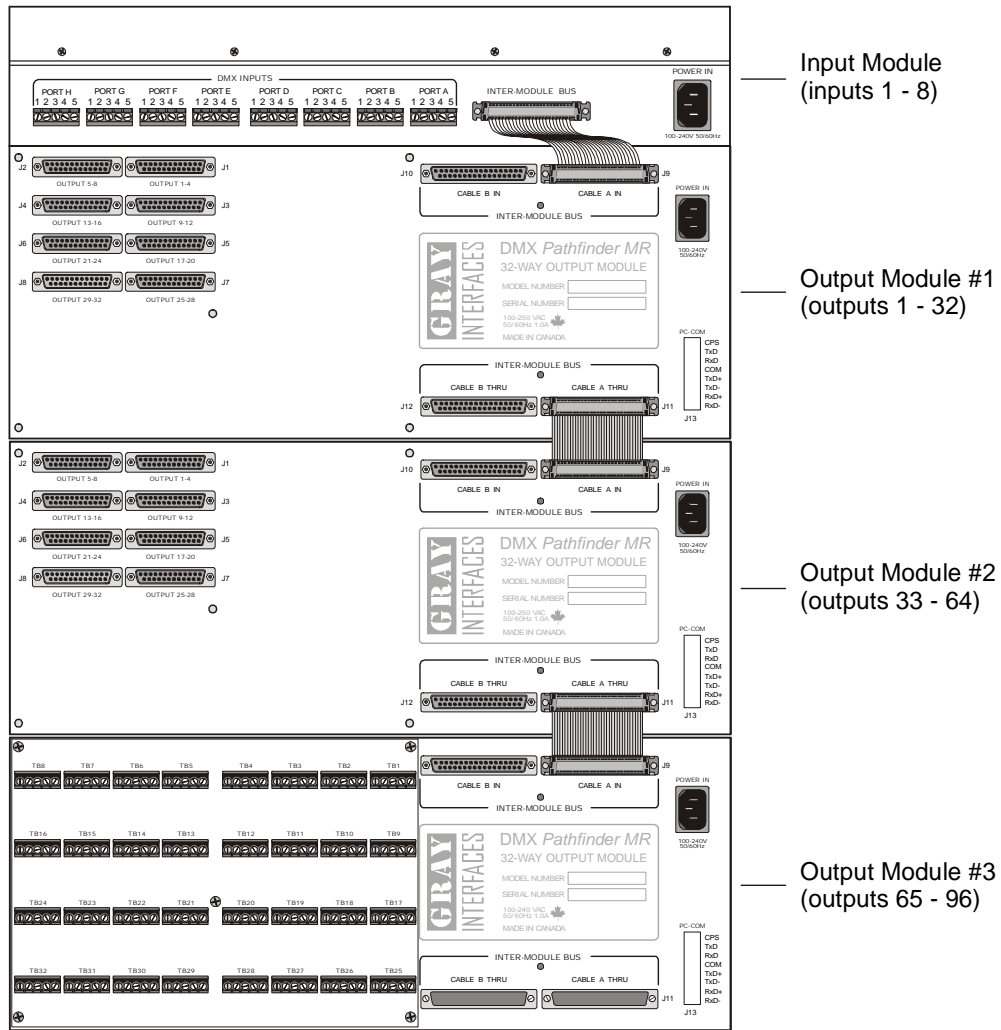 DMX INPUTS
PORT H PORT G PORT F PORT E PORT D PORT C PORT B PORT A
1 2 3 4 5 1 2 3 4 5 1 2 3 4 5 1 2 3 4 5 1 2 3 4 5 1 2 3 4 5 1 2 3 4 5 1 2 3 4 5
INTER-MODULE BUS
POWER IN
100-240V 50/60Hz
Input Module
(inputs 1 - 8)
J2 J1
OUTPUT 5-8 OUTPUT 1-4
J4 J3
OUTPUT 13-16 OUTPUT 9-12
J6 J5
OUTPUT 21-24 OUTPUT 17-20
J8 J7
OUTPUT 29-32 OUTPUT 25-28
J10 J9
CABLE B IN CABLE A IN
INTER-MODULE BUS
POWER IN
100-240V
50/60Hz
GRAY
INTERFACES
DMX Pathfinder MR
32-WAY OUTPUT MODULE
MODEL NUMBER
SERIAL NUMBER
100-250 VAC
50/60Hz 1.0A
MADE IN CANADA
INTER-MODULE BUS
CABLE B THRU CABLE A THRU
J12 J11
PC-COM
CPS
TxD
RxD
COM
TxD+
TxD-
RxD+
RxD-
J13
Output Module #1
(outputs 1 - 32)
J2 J1
OUTPUT 5-8 OUTPUT 1-4
J4 J3
OUTPUT 13-16 OUTPUT 9-12
J6 J5
OUTPUT 21-24 OUTPUT 17-20
J8 J7
OUTPUT 29-32 OUTPUT 25-28
J10 J9
CABLE B IN CABLE A IN
INTER-MODULE BUS
POWER IN
100-240V
50/60Hz
GRAY
INTERFACES
DMX Pathfinder MR
32-WAY OUTPUT MODULE
MODEL NUMBER
SERIAL NUMBER
100-250 VAC
50/60Hz 1.0A
MADE IN CANADA
INTER-MODULE BUS
CABLE B THRU CABLE A THRU
J12 J11
PC-COM
CPS
TxD
RxD
COM
TxD+
TxD-
RxD+
RxD-
J13
Output Module #2
(outputs 33 - 64)
TB8 TB7 TB6 TB5 TB4 TB3 TB2 TB1
TB16 TB15 TB14 TB13 TB12 TB11 TB10 TB9
TB24 TB23 TB22 TB21 TB20 TB19 TB18 TB17
TB32 TB31 TB30 TB29 TB28 TB27 TB26 TB25
J9
CABLE B IN CABLE A IN
INTER-MODULE BUS
POWER IN
100-240V
50/60Hz
GRAY
INTERFACES
DMX Pathfinder MR
32-WAY OUTPUT MODULE
MODEL NUMBER
SERIAL NUMBER
100-240 VAC
50/60Hz 1.0A
MADE IN CANADA
INTER-MODULE BUS
CABLE B THRU CABLE A THRU
J11
PC-COM
CPS
TxD
RxD
COM
TxD+
TxD-
RxD+
RxD-
J13
Output Module #3
(outputs 65 - 96)